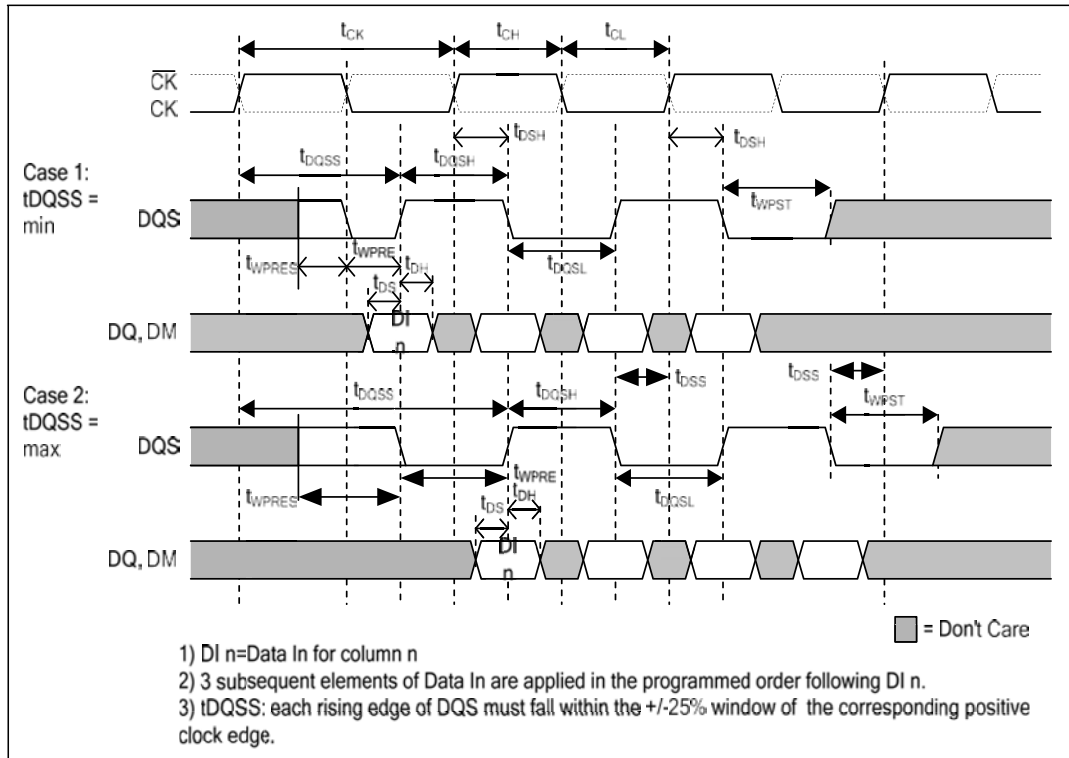 tCK
tCH
tCL
CK
CK
tDSH
tDSH
Case 1:
tDQSS =
min
tDQSS
tDQSH
DQS
tWPST
tWPRES
tWPRE
tDQSL
tDH
tDS
DQ, DM
DI
n
Case 2:
tDQSS =
max
tDQSS
tDQSH
tDSS
tDSS
tWPST
DQS
tWPRES
tWPRE
tDQSL
tDH
tDS
DQ, DM
DI
n
= Don't Care
1) DI n=Data In for column n
2) 3 subsequent elements of Data In are applied in the programmed order following DI n.
3) tDQSS: each rising edge of DQS must fall within the +/-25% window of the corresponding positive
clock edge.